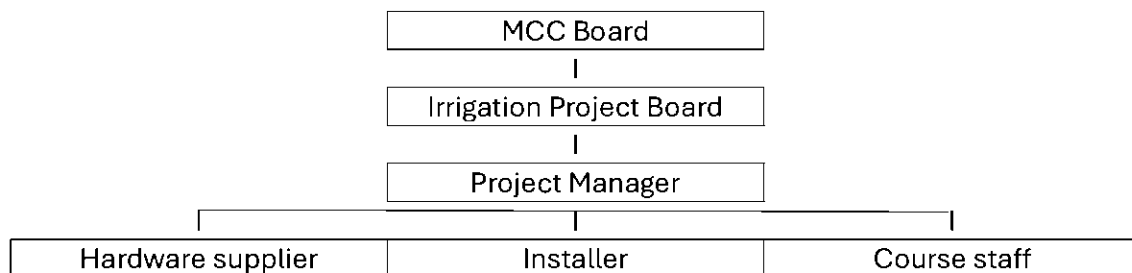 MCC Board
Irrigation Project Board
Project Manager
Hardware supplier
Installer
Course staff